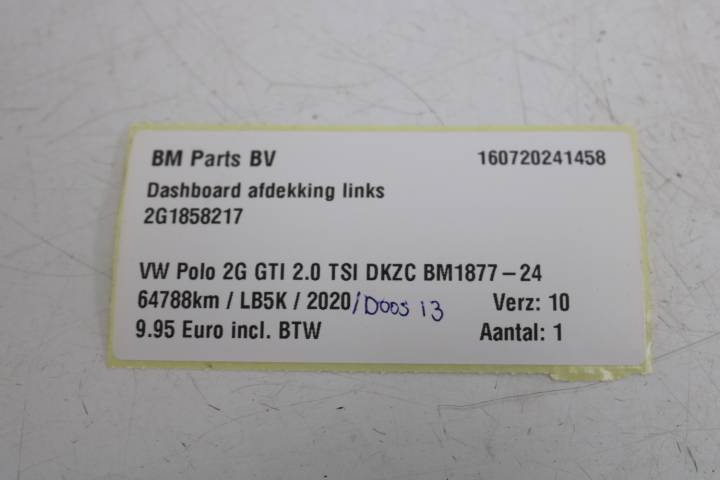 BM Parts BV 160720241458
Dashboard afdekking links
2G1858217
VW Polo 2G GTI 2.0 TSI DKZC BM1877-24
64788km / LB5K / 2020 /Doos 13 Verz: 10
9.95 Euro incl. BTW Aantal: 1